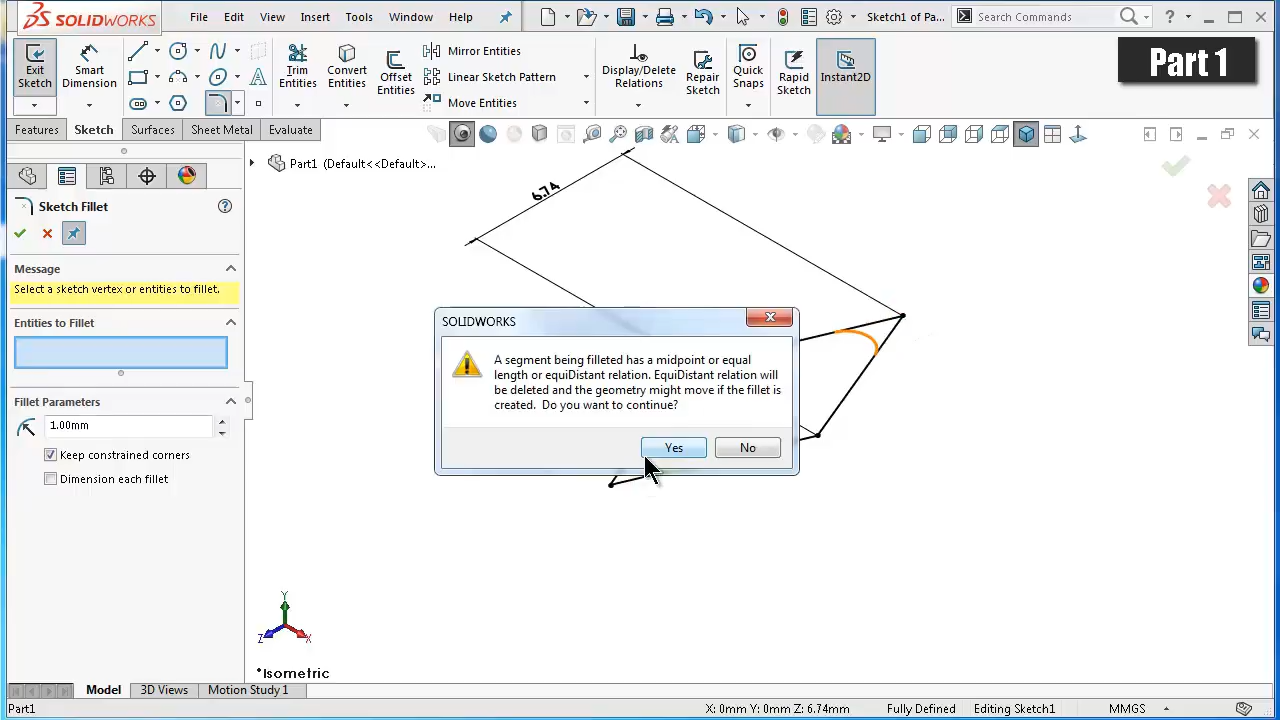 SOLIDWORKS
File Edit View Insert Tools Window Help
Sketch1 of Pa...
Search Commands
Part 1
Exit Sketch
Smart Dimension
Trim Entities
Convert Entities
Offset Entities
Mirror Entities
Linear Sketch Pattern
Move Entities
Display/Delete Relations
Repair Sketch
Quick Snaps
Rapid Sketch
Instant2D
Features Sketch Surfaces Sheet Metal Evaluate
Part1 (Default<<Default>...
Sketch Fillet
Message
Select a sketch vertex or entities to fillet.
Entities to Fillet
Fillet Parameters
1.00mm
Keep constrained corners
Dimension each fillet
6.74
SOLIDWORKS
A segment being filleted has a midpoint or equal
length or equiDistant relation. EquiDistant relation will
be deleted and the geometry might move if the fillet is
created. Do you want to continue?
Yes No
Y
Z X
*Isometric
Model 3D Views Motion Study 1
Part1
X: 0mm Y: 0mm Z: 6.74mm Fully Defined Editing Sketch1 MMGS